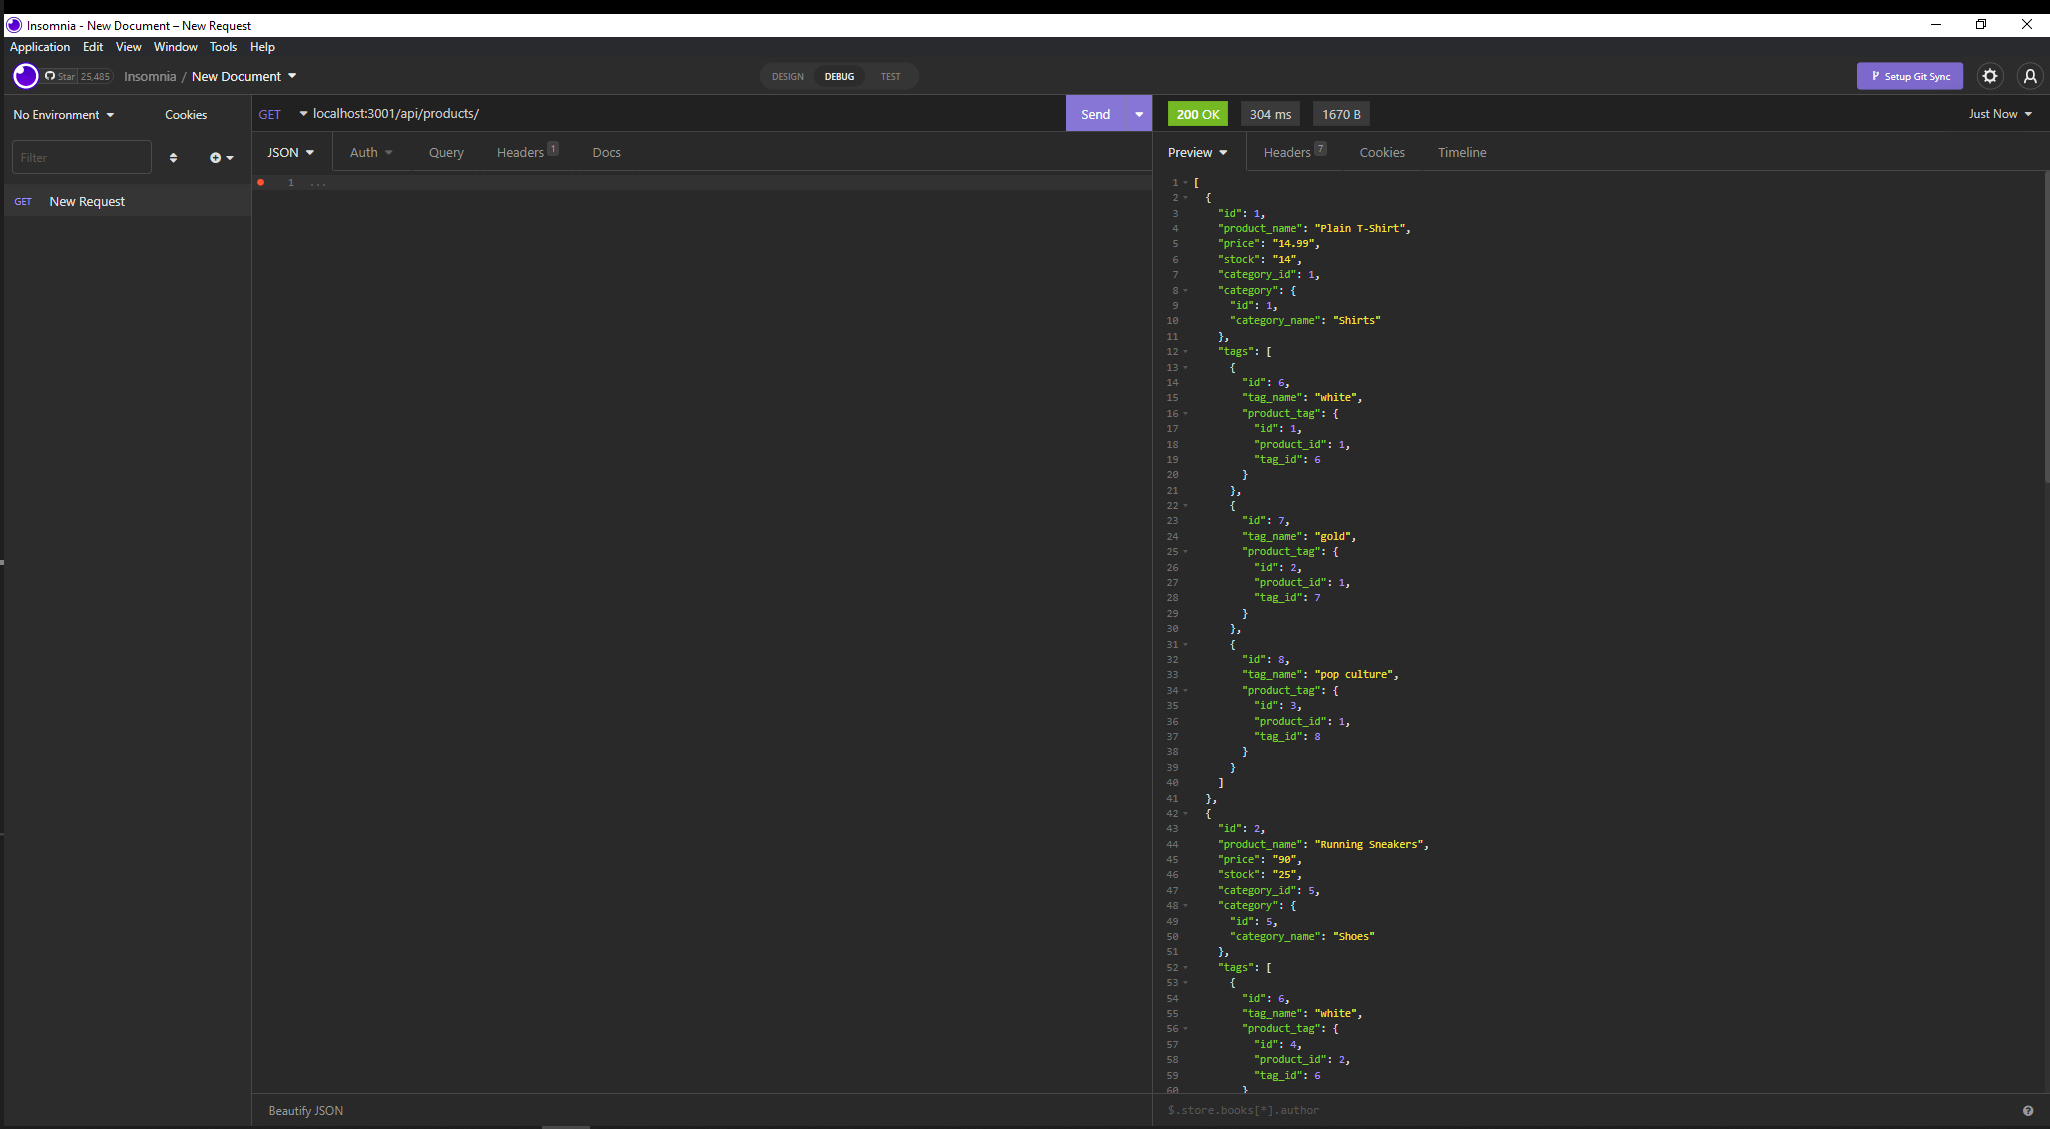 Insomnia - New Document – New Request
Application Edit View Window Tools Help
Star 25,485 Insomnia / New Document DESIGN DEBUG TEST Setup Git Sync
No Environment Cookies GET localhost:3001/api/products/ Send 200 OK 304 ms 1670 B Just Now
Filter JSON Auth Query Headers 1 Docs Preview Headers 7 Cookies Timeline
GET New Request
1 ...
1 [
2 {
3 "id": 1,
4 "product_name": "Plain T-Shirt",
5 "price": "14.99",
6 "stock": "14",
7 "category_id": 1,
8 "category": {
9 "id": 1,
10 "category_name": "Shirts"
11 },
12 "tags": [
13 {
14 "id": 6,
15 "tag_name": "white",
16 "product_tag": {
17 "id": 1,
18 "product_id": 1,
19 "tag_id": 6
20 }
21 },
22 {
23 "id": 7,
24 "tag_name": "gold",
25 "product_tag": {
26 "id": 2,
27 "product_id": 1,
28 "tag_id": 7
29 }
30 },
31 {
32 "id": 8,
33 "tag_name": "pop culture",
34 "product_tag": {
35 "id": 3,
36 "product_id": 1,
37 "tag_id": 8
38 }
39 }
40 ]
41 },
42 {
43 "id": 2,
44 "product_name": "Running Sneakers",
45 "price": "90",
46 "stock": "25",
47 "category_id": 5,
48 "category": {
49 "id": 5,
50 "category_name": "Shoes"
51 },
52 "tags": [
53 {
54 "id": 6,
55 "tag_name": "white",
56 "product_tag": {
57 "id": 4,
58 "product_id": 2,
59 "tag_id": 6
60 }
Beautify JSON $.store.books[*].author